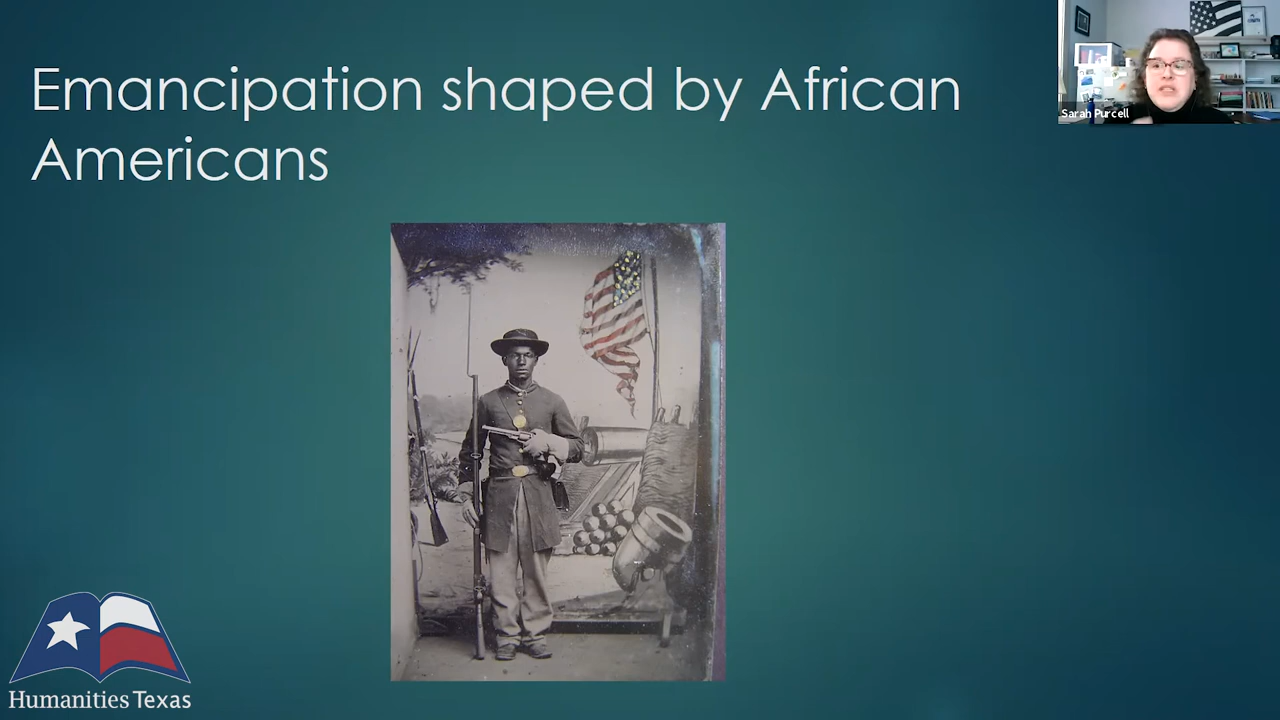 Emancipation shaped by African
Americans
Sarah Purcell
Humanities Texas